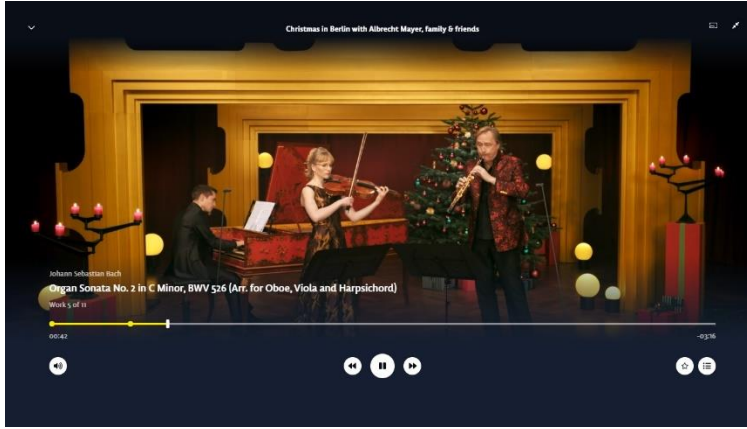 Christmas in Berlin with Albrecht Mayer, family & friends
Johann Sebastian Bach
Organ Sonata No. 2 in C Minor, BWV 526 (Arr. for Oboe, Viola and Harpsichord)
Work 5 of 11
00:42
-03:16